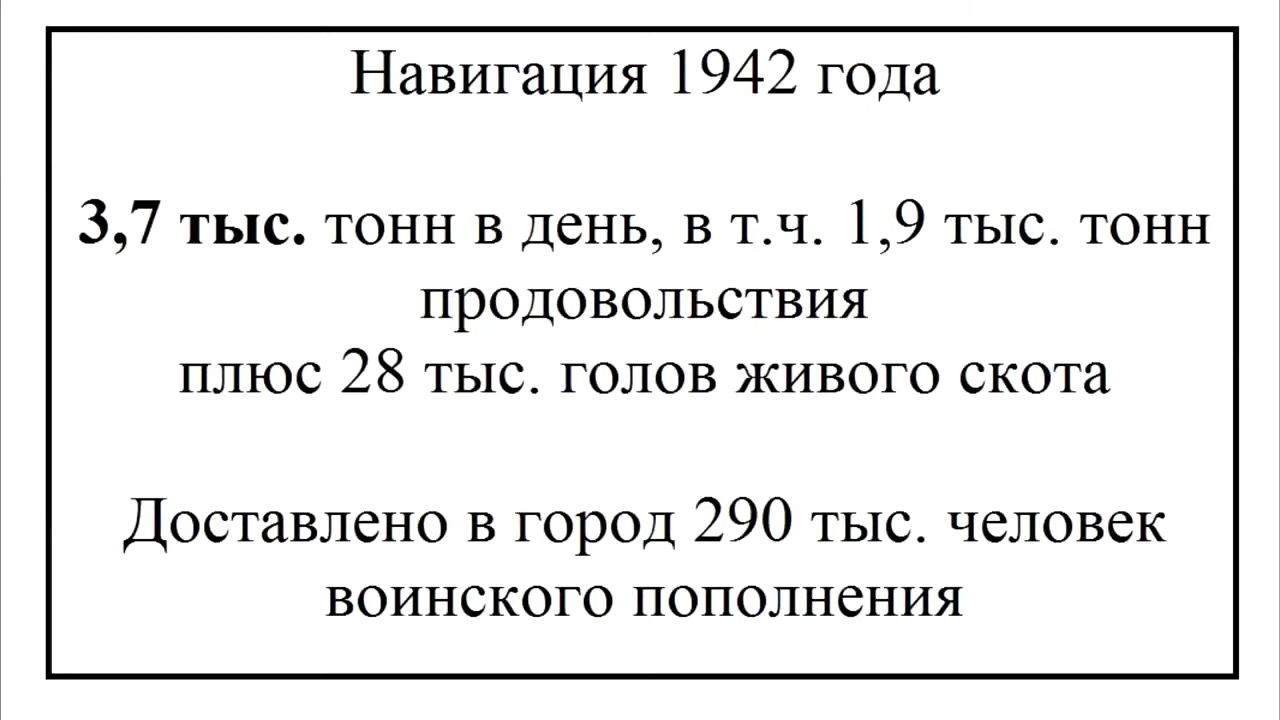 Навигация 1942 года
3,7 тыс. тонн в день, в т.ч. 1,9 тыс. тонн
продовольствия
плюс 28 тыс. голов живого скота
Доставлено в город 290 тыс. человек
воинского пополнения